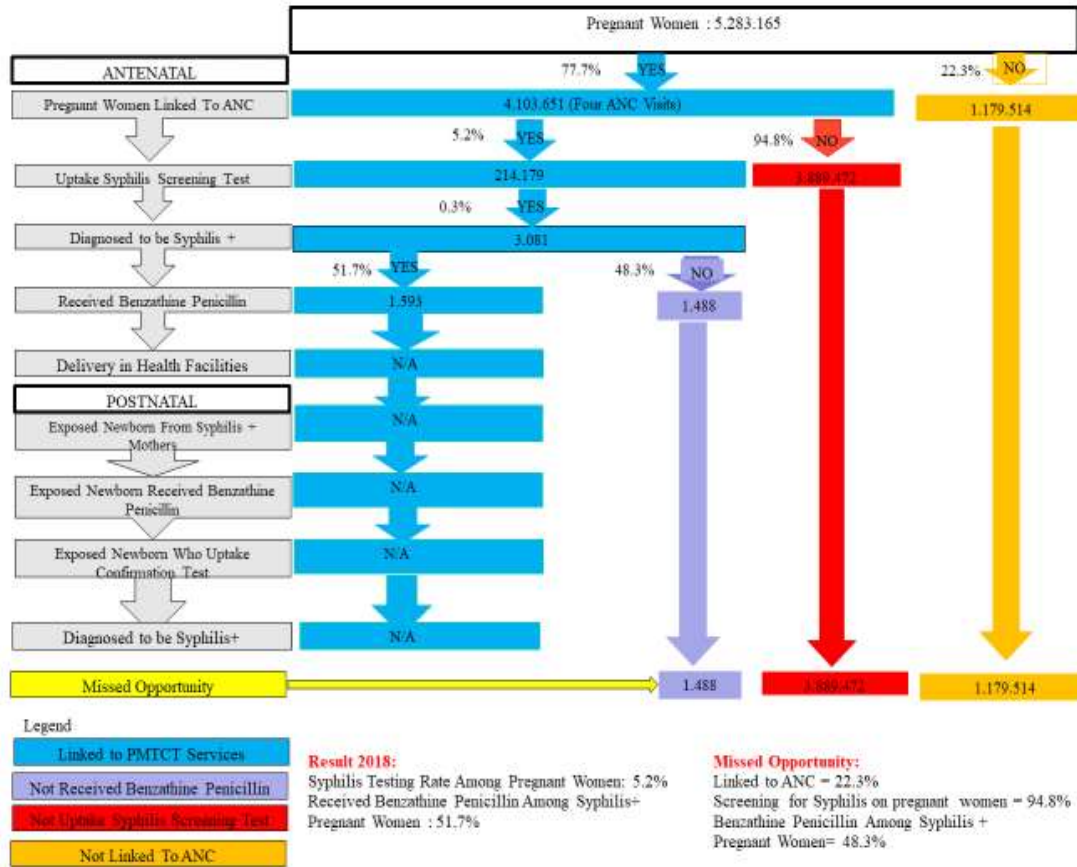 Pregnant Women : 5.283.165
ANTENATAL
77.7%
YES
22.3%
NO
Pregnant Women Linked To ANC
4.103.651 (Four ANC Visits)
1.179.514
5.2%
YES
94.8%
NO
Uptake Syphilis Screening Test
214.179
3.889.472
0.3%
YES
Diagnosed to be Syphilis +
3.081
51.7%
YES
48.3%
NO
Received Benzathine Penicillin
1.593
1.488
Delivery in Health Facilities
N/A
POSTNATAL
Exposed Newborn From Syphilis +
Mothers
N/A
Exposed Newborn Received Benzathine
Penicillin
N/A
Exposed Newborn Who Uptake
Confirmation Test
N/A
Diagnosed to be Syphilis+
N/A
Missed Opportunity
1.488
3.889.472
1.179.514
Legend
Linked to PMTCT Services
Not Received Benzathine Penicillin
Not Uptake Syphilis Screening Test
Not Linked To ANC
Result 2018:
Syphilis Testing Rate Among Pregnant Women: 5.2%
Received Benzathine Penicillin Among Syphilis+
Pregnant Women : 51.7%
Missed Opportunity:
Linked to ANC = 22.3%
Screening for Syphilis on pregnant women = 94.8%
Benzathine Penicillin Among Syphilis +
Pregnant Women= 48.3%